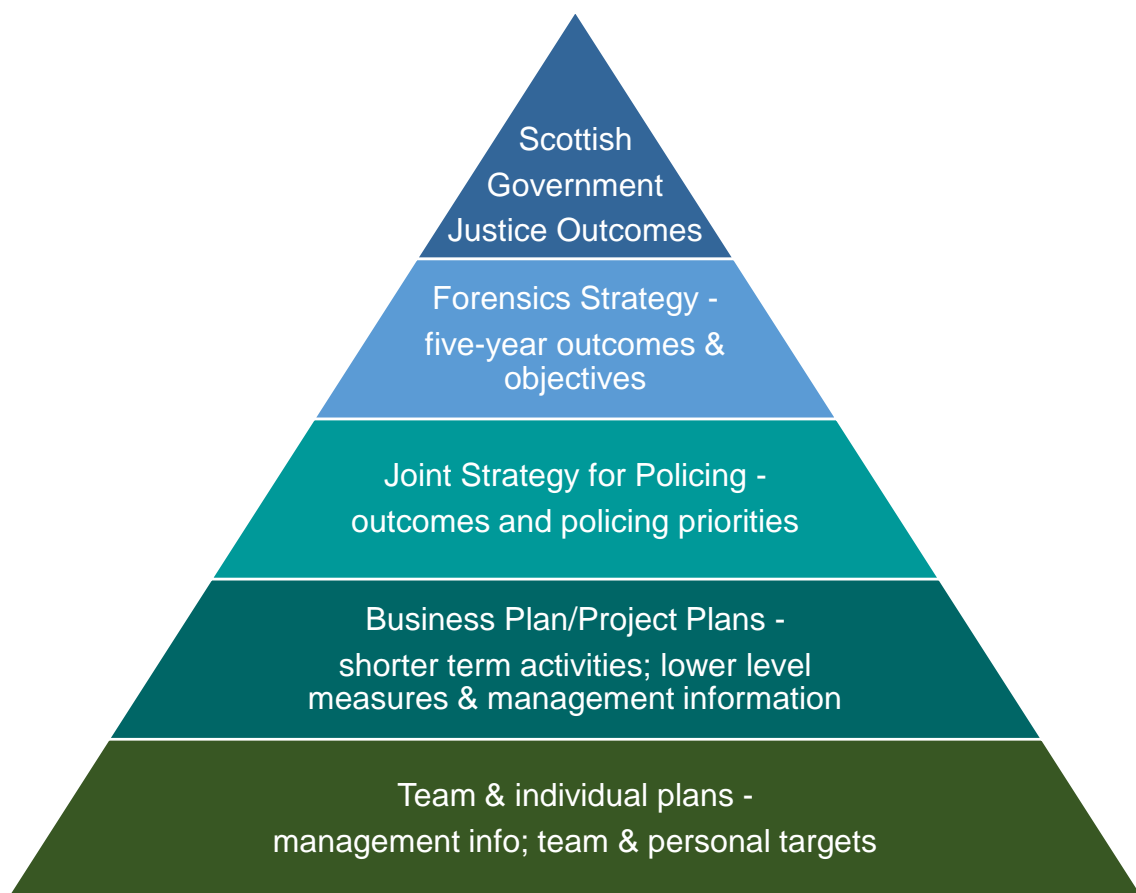 Scottish
Government
Justice Outcomes
Forensics Strategy -
five-year outcomes &
objectives
Joint Strategy for Policing -
outcomes and policing priorities
Business Plan/Project Plans -
shorter term activities; lower level
measures & management information
Team & individual plans -
management info; team & personal targets